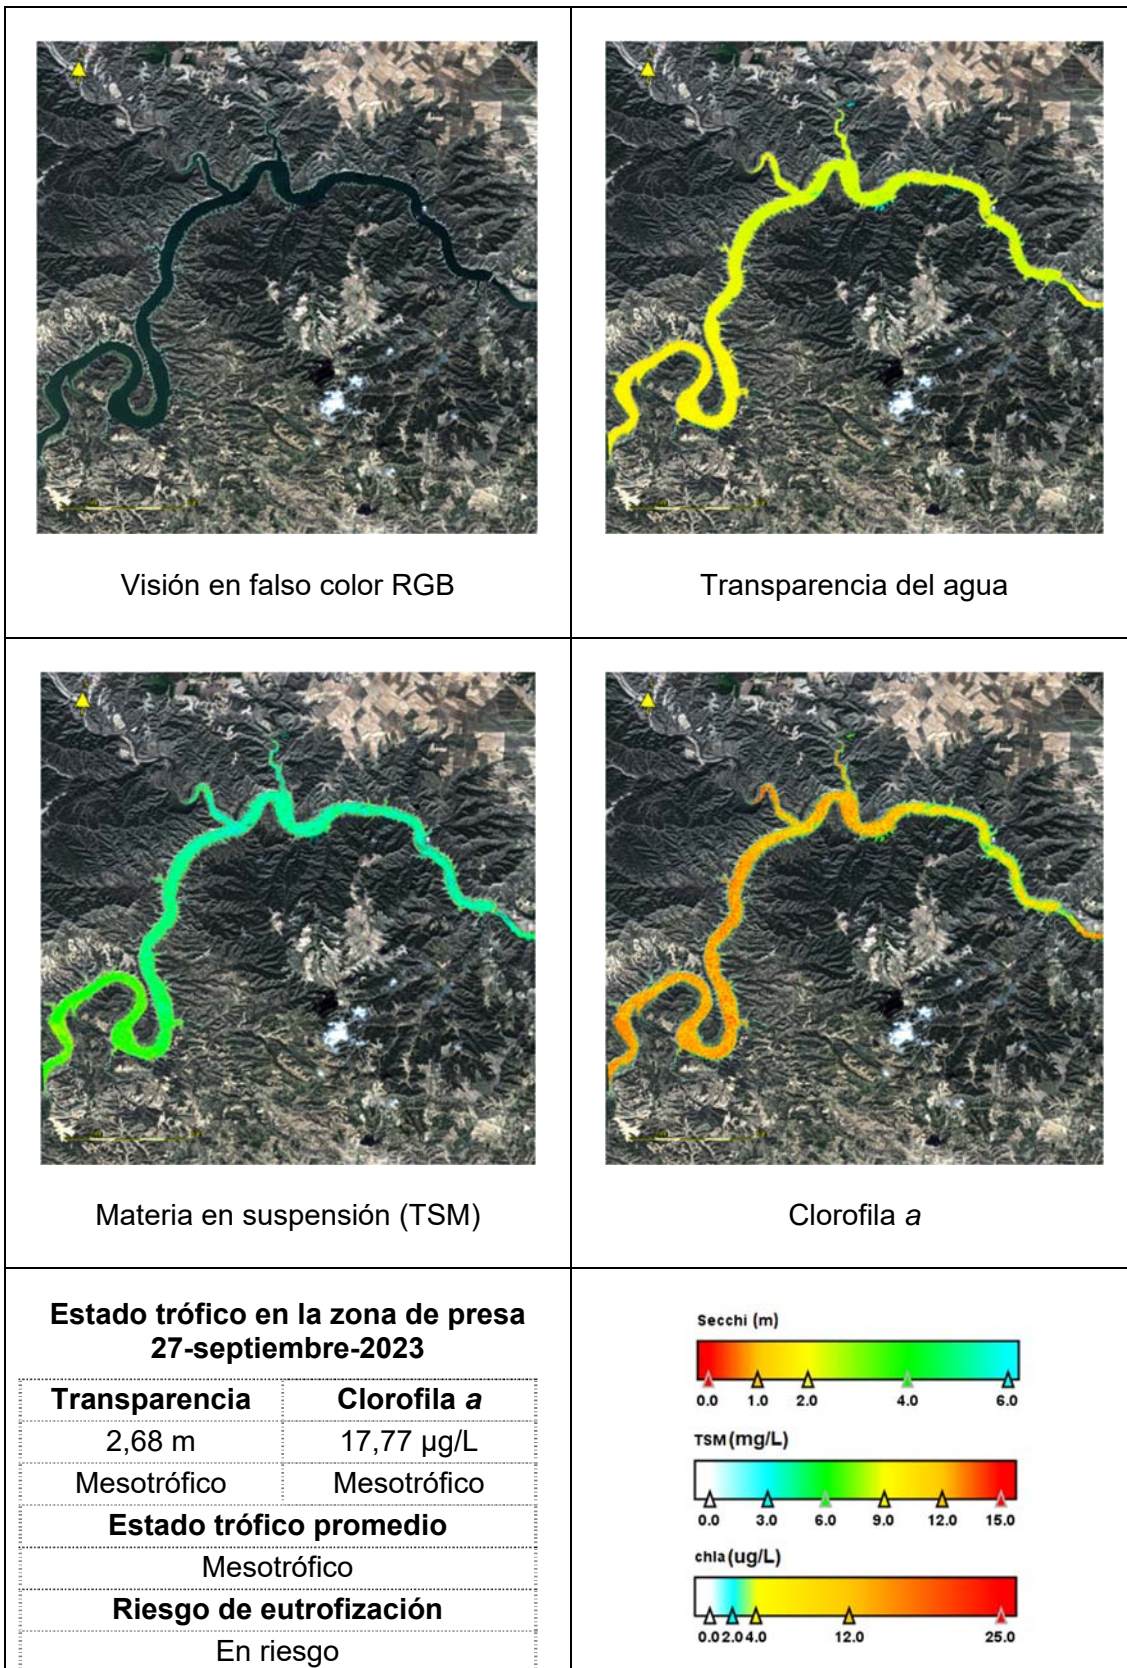 Visión en falso color RGB
Transparencia del agua
Materia en suspensión (TSM)
Clorofila a
Estado trófico en la zona de presa
27-septiembre-2023
Transparencia
Clorofila a
2,68 m
17,77 µg/L
Mesotrófico
Mesotrófico
Estado trófico promedio
Mesotrófico
Riesgo de eutrofización
En riesgo
Secchi (m)
0.0 1.0 2.0 4.0 6.0
TSM (mg/L)
0.0 3.0 6.0 9.0 12.0 15.0
chla (ug/L)
0.0 2.0 4.0 12.0 25.0